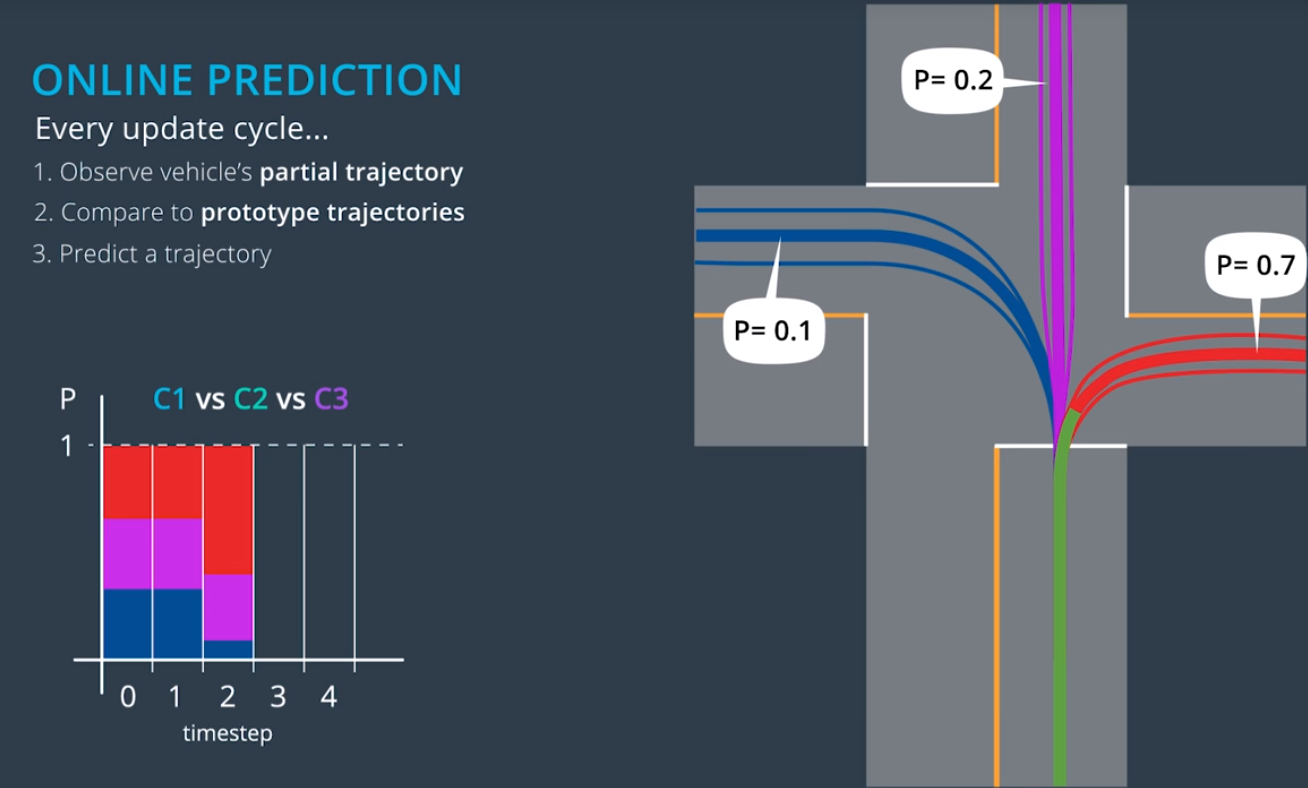 ONLINE PREDICTION
Every update cycle...
1. Observe vehicle's partial trajectory
2. Compare to prototype trajectories
3. Predict a trajectory
P= 0.2
P= 0.7
P= 0.1
P
C1 vs C2 vs C3
1
0 1 2 3 4
timestep